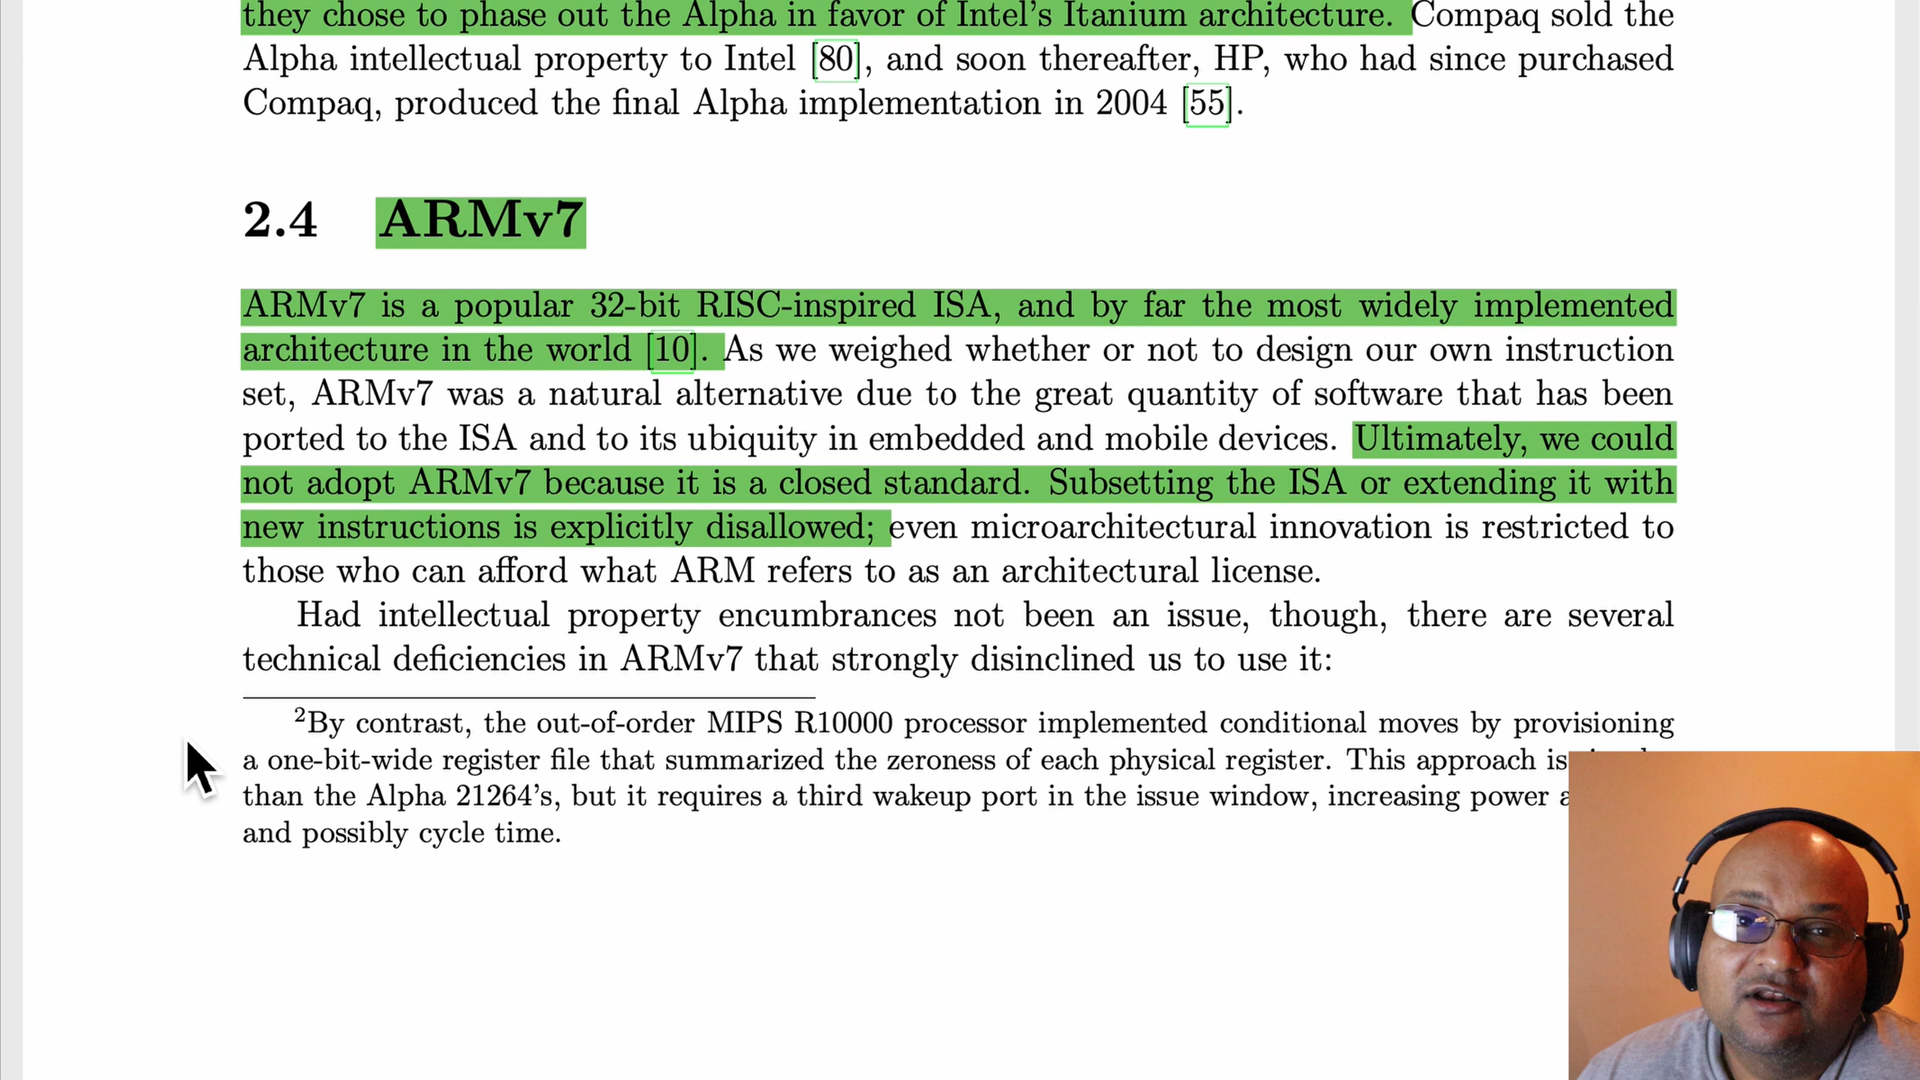 they chose to phase out the Alpha in favor of Intel's Itanium architecture. Compaq sold the
Alpha intellectual property to Intel [80], and soon thereafter, HP, who had since purchased
Compaq, produced the final Alpha implementation in 2004 [55].
2.4 ARMv7
ARMv7 is a popular 32-bit RISC-inspired ISA, and by far the most widely implemented
architecture in the world [10]. As we weighed whether or not to design our own instruction
set, ARMv7 was a natural alternative due to the great quantity of software that has been
ported to the ISA and to its ubiquity in embedded and mobile devices. Ultimately, we could
not adopt ARMv7 because it is a closed standard. Subsetting the ISA or extending it with
new instructions is explicitly disallowed; even microarchitectural innovation is restricted to
those who can afford what ARM refers to as an architectural license.
Had intellectual property encumbrances not been an issue, though, there are several
technical deficiencies in ARMv7 that strongly disinclined us to use it:
2By contrast, the out-of-order MIPS R10000 processor implemented conditional moves by provisioning
a one-bit-wide register file that summarized the zeroness of each physical register. This approach is
than the Alpha 21264's, but it requires a third wakeup port in the issue window, increasing power
and possibly cycle time.